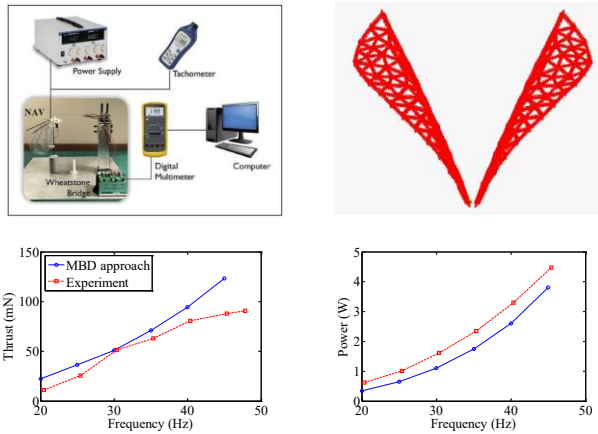 Power Supply
Tachometer
NAV
Wheatstone
Bridge
Digital
Multimeter
Computer
150
100
50
0
20
30
40
50
Thrust (mN)
Frequency (Hz)
MBD approach
Experiment
5
4
3
2
1
0
20
30
40
50
Power (W)
Frequency (Hz)